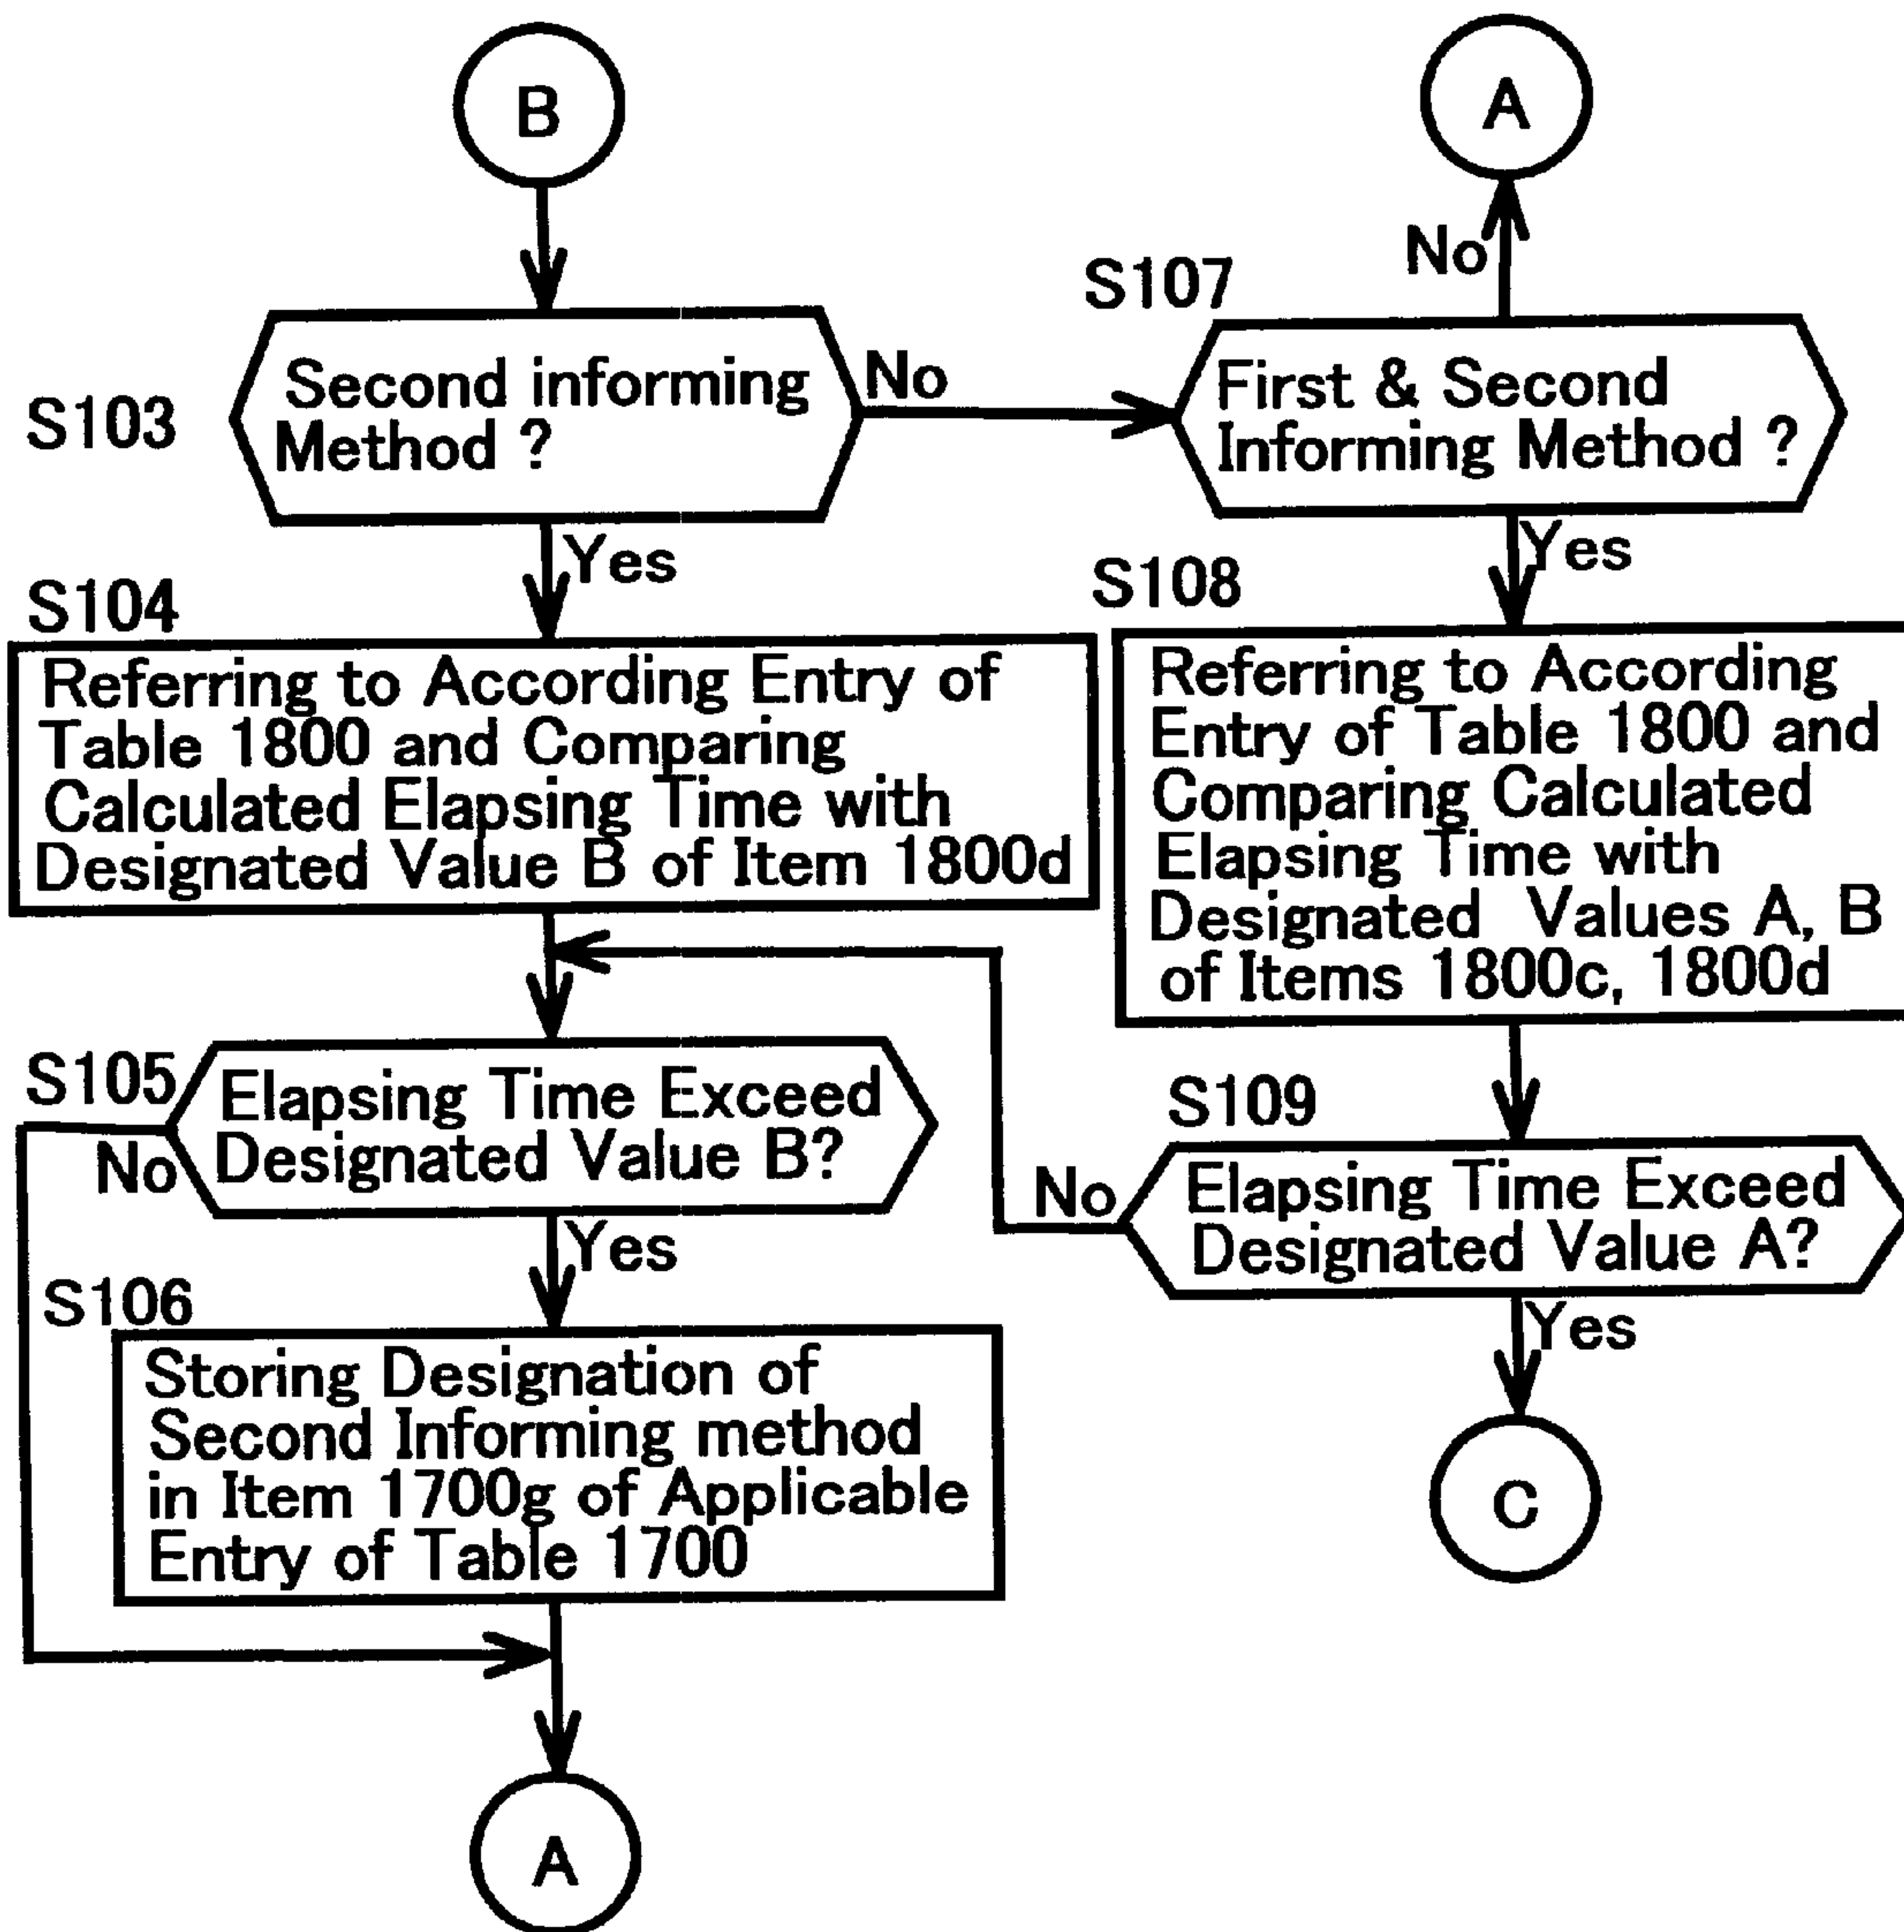 B
S103
Second informing
Method ?
No
Yes
S104
Referring to According Entry of
Table 1800 and Comparing
Calculated Elapsing Time with
Designated Value B of Item 1800d
S105
Elapsing Time Exceed
Designated Value B?
No
Yes
S106
Storing Designation of
Second Informing method
in Item 1700g of Applicable
Entry of Table 1700
A
A
No
S107
First & Second
Informing Method ?
Yes
S108
Referring to According
Entry of Table 1800 and
Comparing Calculated
Elapsing Time with
Designated Values A, B
of Items 1800c, 1800d
S109
Elapsing Time Exceed
Designated Value A?
No
Yes
C